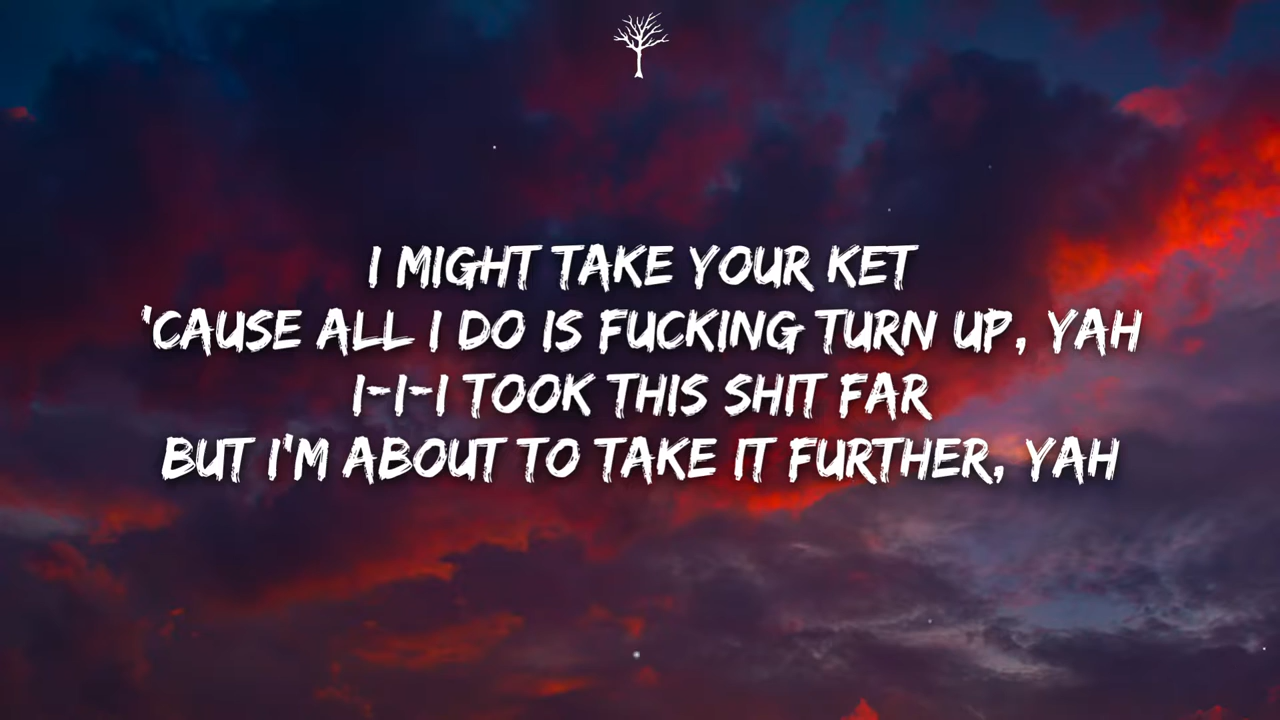 I MIGHT TAKE YOUR KET
'CAUSE ALL I DO IS FUCKING TURN UP, YAH
I-I-I TOOK THIS SHIT FAR
BUT I'M ABOUT TO TAKE IT FURTHER, YAH